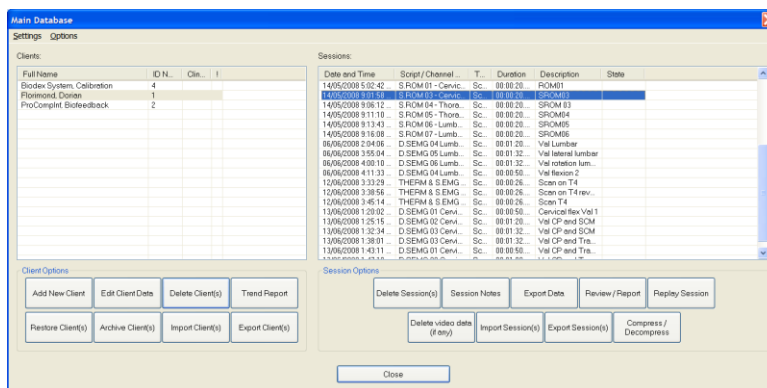 Main Database
Settings Options
Clients:
Full Name ID N... Clin... !
Biodex System, Calibration 4
Florimond, Dorian 1
ProCompInf, Biofeedback 2
Sessions:
Date and Time Script / Channel ... T... Duration Description State
14/05/2008 5:02:42 ... S.ROM 01 - Cervic... Sc... 00:00:20... ROM01
14/05/2008 9:01:58 ... S.ROM 03 - Cervic... Sc... 00:00:20... SROM03
14/05/2008 9:06:12 ... S.ROM 04 - Thora... Sc... 00:00:20... SROM 03
14/05/2008 9:11:10 ... S.ROM 05 - Thora... Sc... 00:00:20... SROM04
14/05/2008 9:13:43 ... S.ROM 06 - Lumb... Sc... 00:00:20... SROM05
14/05/2008 9:16:08 ... S.ROM 07 - Lumb... Sc... 00:00:20... SROM06
06/06/2008 2:04:06 ... D.SEMG 04 Lumb... Sc... 00:01:20... Val Lumbar
06/06/2008 3:55:04 ... D.SEMG 05 Lumb... Sc... 00:01:32... Val lateral lumbar
06/06/2008 4:00:10 ... D.SEMG 06 Lumb... Sc... 00:01:32... Val rotation lum...
06/06/2008 4:11:33 ... D.SEMG 04 Lumb... Sc... 00:00:50... Val flexion 2
12/06/2008 3:33:29 ... THERM & S.EMG ... Sc... 00:00:26... Scan on T4
12/06/2008 3:38:56 ... THERM & S.EMG ... Sc... 00:00:26... Scan on T4 rev...
12/06/2008 3:45:14 ... THERM & S.EMG ... Sc... 00:00:26... Scan T4
13/06/2008 1:20:02 ... D.SEMG 01 Cervi... Sc... 00:00:50... Cervical flex Val 1
13/06/2008 1:25:15 ... D.SEMG 02 Cervi... Sc... 00:01:20... Val CP and SCM
13/06/2008 1:32:34 ... D.SEMG 03 Cervi... Sc... 00:01:32... Val CP and SCM
13/06/2008 1:38:01 ... D.SEMG 03 Cervi... Sc... 00:01:32... Val CP and Tra...
13/06/2008 1:43:11 ... D.SEMG 01 Cervi... Sc... 00:00:50... Val CP and Tra...
Client Options
Add New Client Edit Client Data Delete Client(s) Trend Report
Restore Client(s) Archive Client(s) Import Client(s) Export Client(s)
Session Options
Delete Session(s) Session Notes Export Data Review / Report Replay Session
Delete video data (if any) Import Session(s) Export Session(s) Compress / Decompress
Close